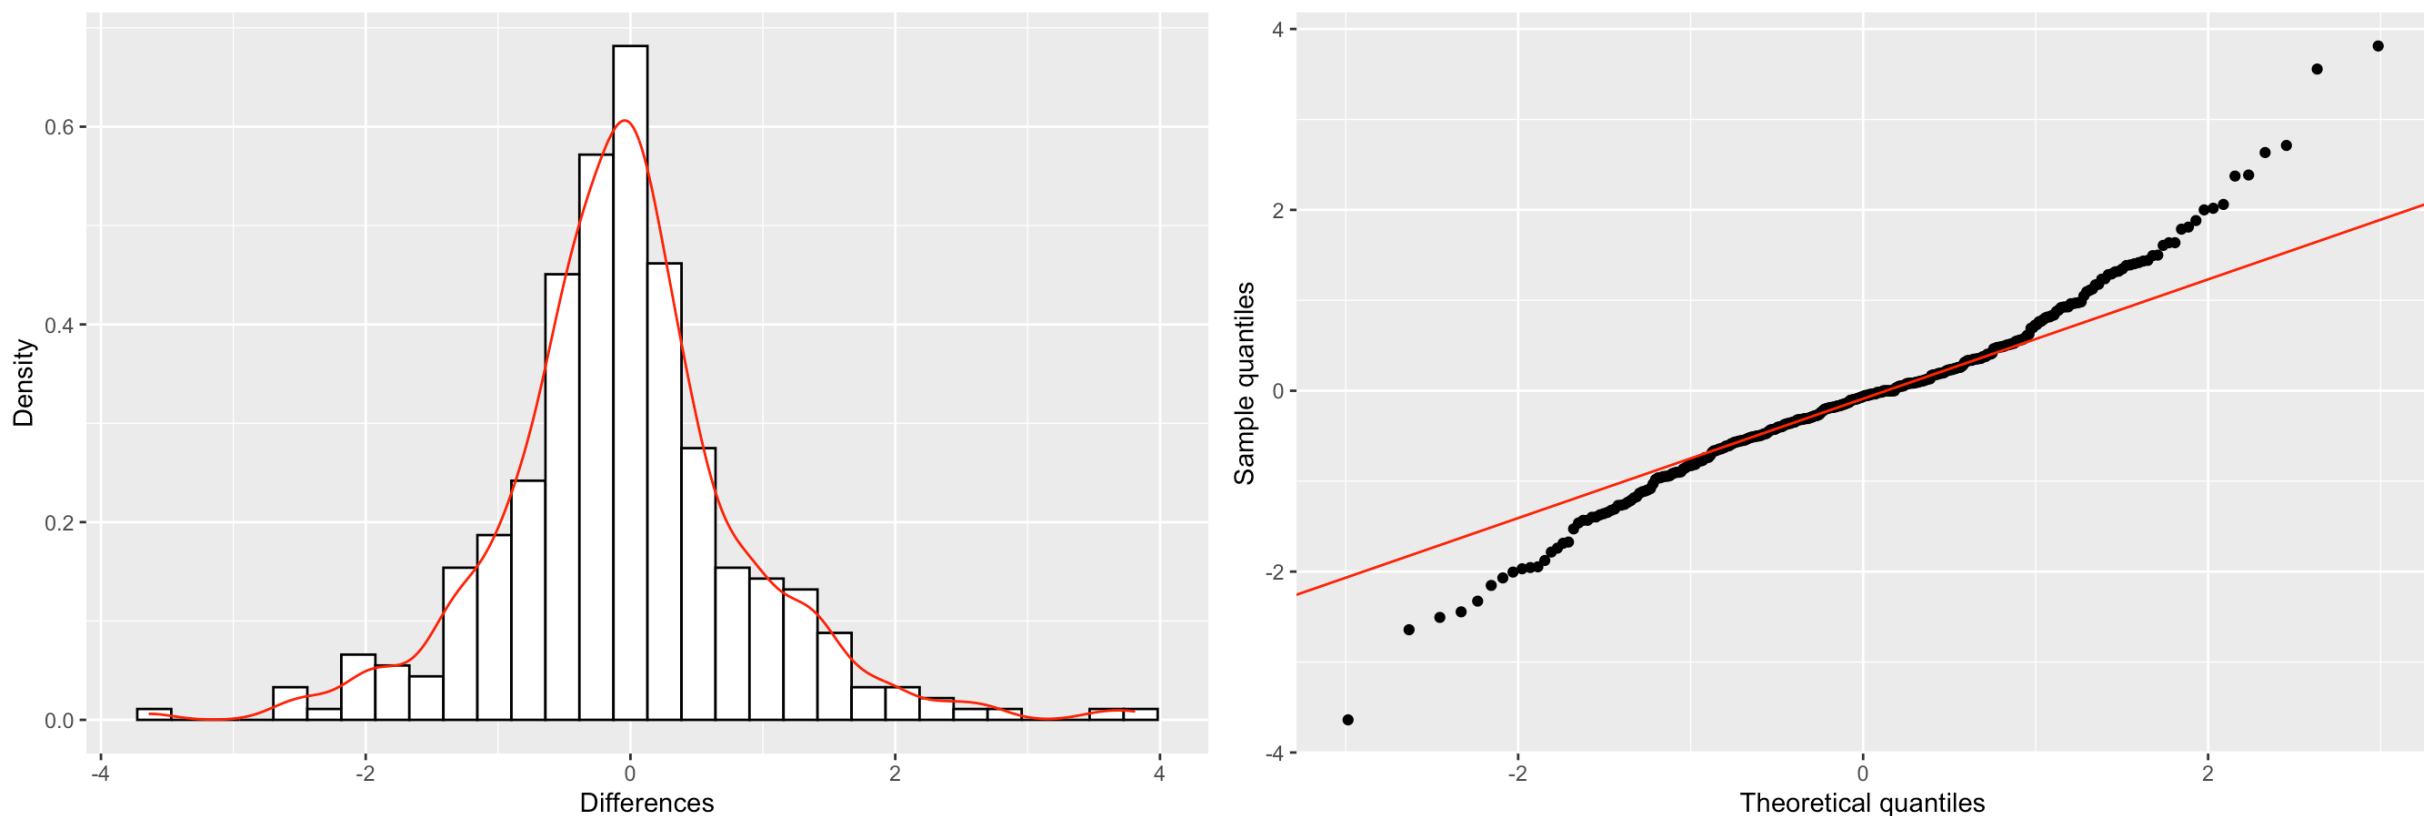 Density
0.6
0.4
0.2
0.0
-4 -2 0 2 4
Differences
Sample quantiles
4
2
0
-2
-4
-2 0 2
Theoretical quantiles